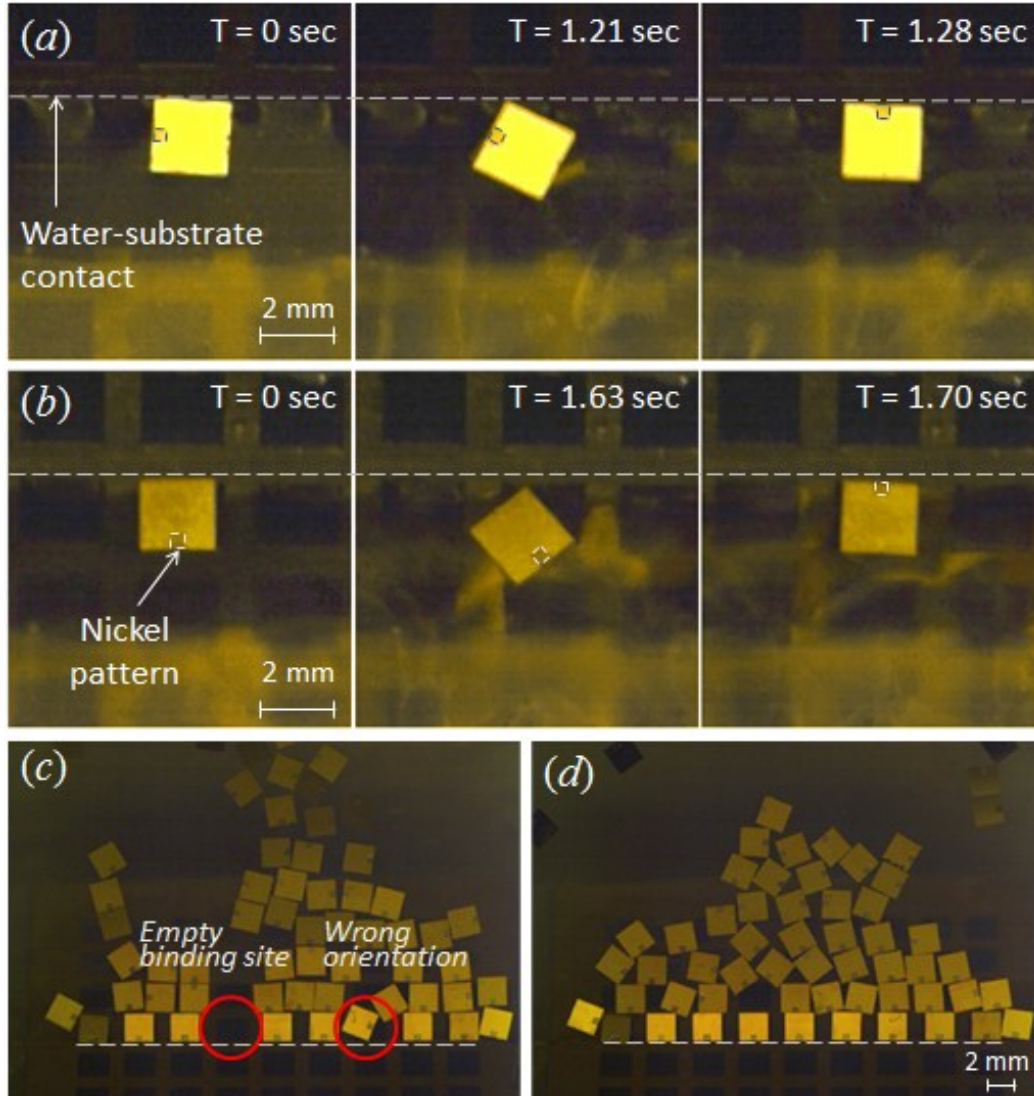 (a)
T = 0 sec
T = 1.21 sec
T = 1.28 sec
Water-substrate
contact
2 mm
(b)
T = 0 sec
T = 1.63 sec
T = 1.70 sec
Nickel
pattern
2 mm
(c)
Empty
binding site
Wrong
orientation
(d)
2 mm